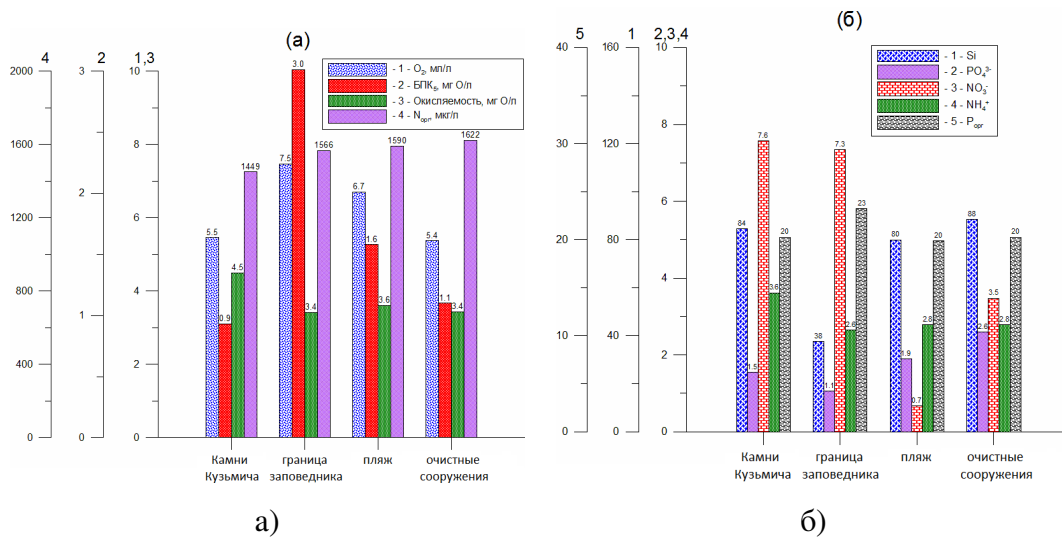 (а)
4 2 1,3
2000 3 10
1600 8
2 6
1200
800 1 4
400 2
0 0 0
- 1 - O₂, мл/л
- 2 - БПК₅, мг О/л
- 3 - Окисляемость, мг О/л
- 4 - Nорг, мкг/л
5.5 0.9 4.5 1449
7.5 3.0 3.4 1566
6.7 1.6 3.6 1590
5.4 1.1 3.4 1622
Камни Кузьмича
граница заповедника
пляж
очистные сооружения
а)
(б)
5 1 2,3,4
40 160 10
30 120 8
6
20 80
4
10 40
2
0 0 0
- 1 - Si
- 2 - PO₄³⁻
- 3 - NO₃⁻
- 4 - NH₄⁺
- 5 - Pорг
84 1.5 7.6 3.6 20
38 1.1 7.3 2.6 23
80 1.9 0.7 2.8 20
88 2.6 3.5 2.8 20
Камни Кузьмича
граница заповедника
пляж
очистные сооружения
б)